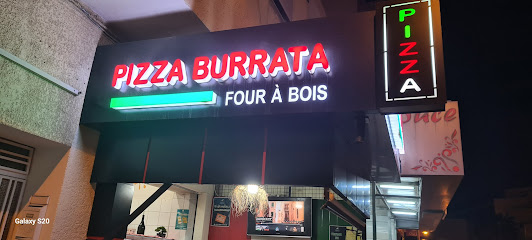 PIZZA BURRATA
FOUR À BOIS
PIZZA
Galaxy S20